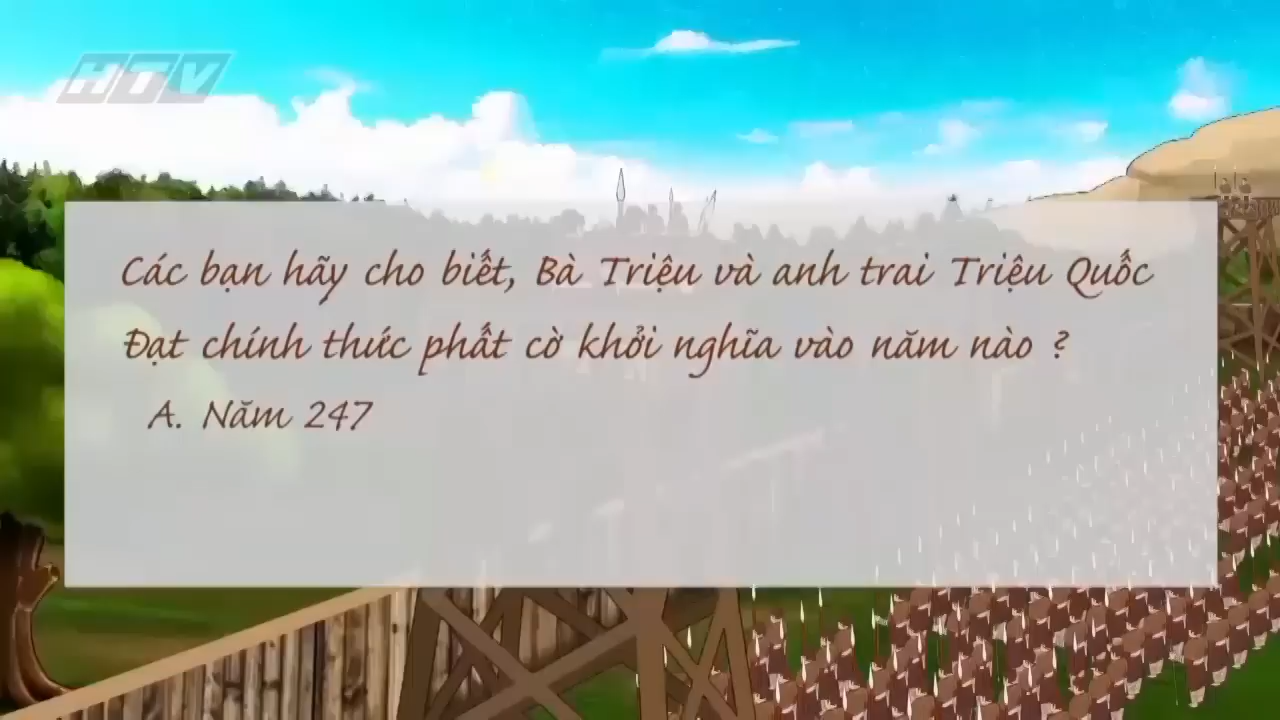 HTV
Các bạn hãy cho biết, Bà Triệu và anh trai Triệu Quốc
Đạt chính thức phất cờ khởi nghĩa vào năm nào ?
A. Năm 247